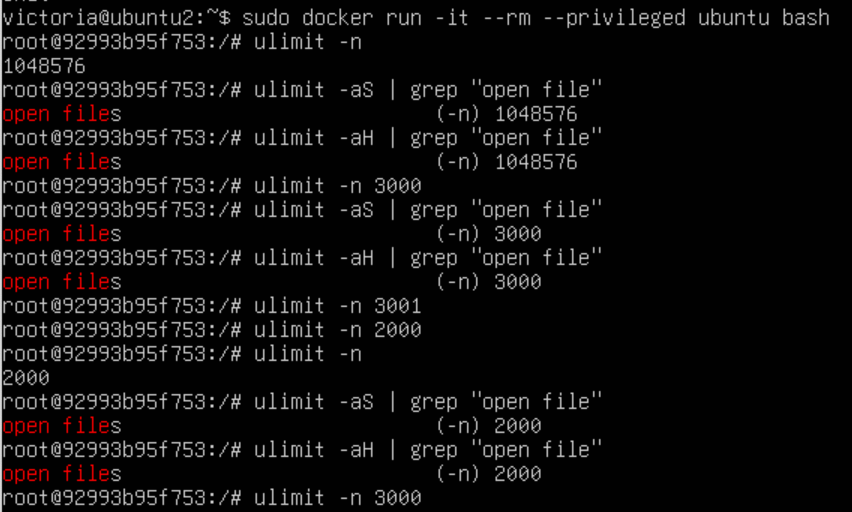 victoria@ubuntu2:~$ sudo docker run -it --rm --privileged ubuntu bash
root@92993b95f753:/# ulimit -n
1048576
root@92993b95f753:/# ulimit -aS | grep "open file"
open files                          (-n) 1048576
root@92993b95f753:/# ulimit -aH | grep "open file"
open files                          (-n) 1048576
root@92993b95f753:/# ulimit -n 3000
root@92993b95f753:/# ulimit -aS | grep "open file"
open files                          (-n) 3000
root@92993b95f753:/# ulimit -aH | grep "open file"
open files                          (-n) 3000
root@92993b95f753:/# ulimit -n 3001
root@92993b95f753:/# ulimit -n 2000
root@92993b95f753:/# ulimit -n
2000
root@92993b95f753:/# ulimit -aS | grep "open file"
open files                          (-n) 2000
root@92993b95f753:/# ulimit -aH | grep "open file"
open files                          (-n) 2000
root@92993b95f753:/# ulimit -n 3000